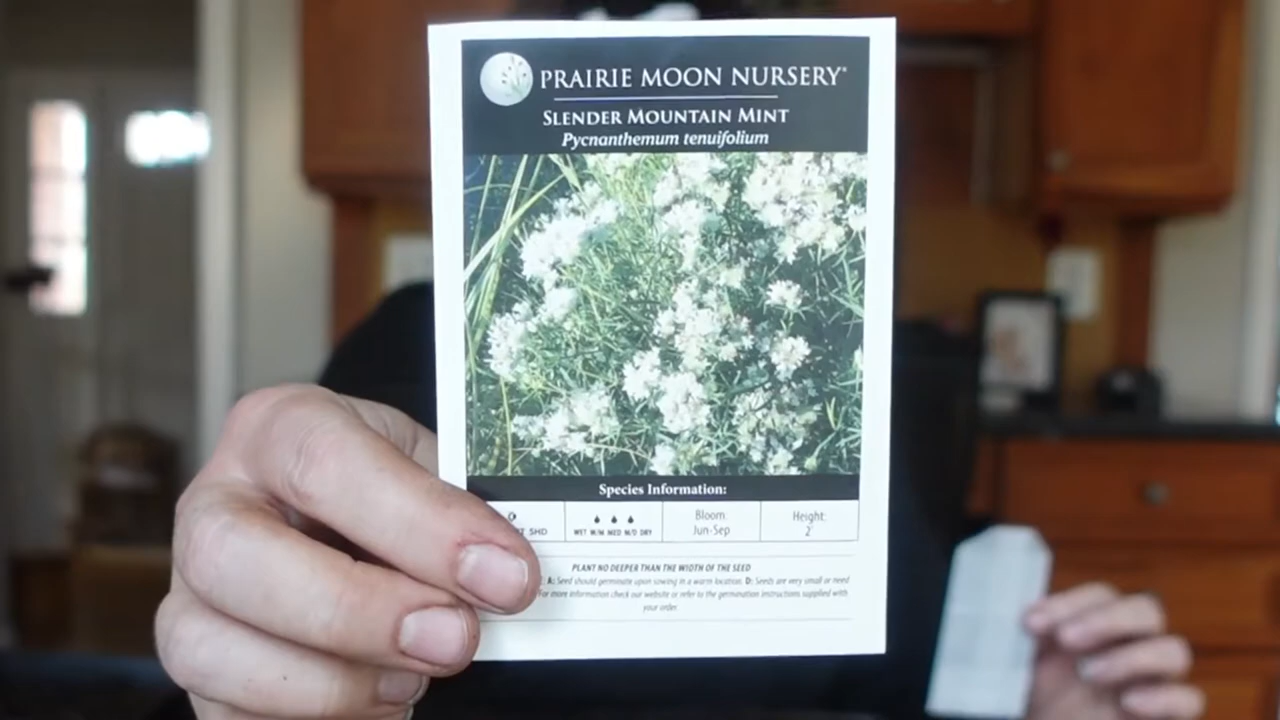 PRAIRIE MOON NURSERY®
SLENDER MOUNTAIN MINT
Pycnanthemum tenuifolium
Species Information:
SHD
WET W/M MED M/D DRY
Bloom:
Jun-Sep
Height:
2'
PLANT NO DEEPER THAN THE WIDTH OF THE SEED
A: Seed should germinate upon sowing in a warm location. D: Seeds are very small or need
For more information check our website or refer to the germination instructions supplied with
your order.